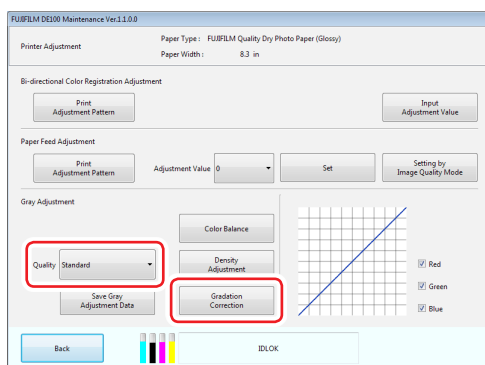 FUJIFILM DE100 Maintenance Ver.1.1.0.0
Printer Adjustment
Paper Type : FUJIFILM Quality Dry Photo Paper (Glossy)
Paper Width : 8.3 in
Bi-directional Color Registration Adjustment
Print
Adjustment Pattern
Input
Adjustment Value
Paper Feed Adjustment
Print
Adjustment Pattern
Adjustment Value 0
Set
Setting by
Image Quality Mode
Gray Adjustment
Color Balance
Quality Standard
Density
Adjustment
Red
Save Gray
Adjustment Data
Gradation
Correction
Green
Blue
Back
IDLOK